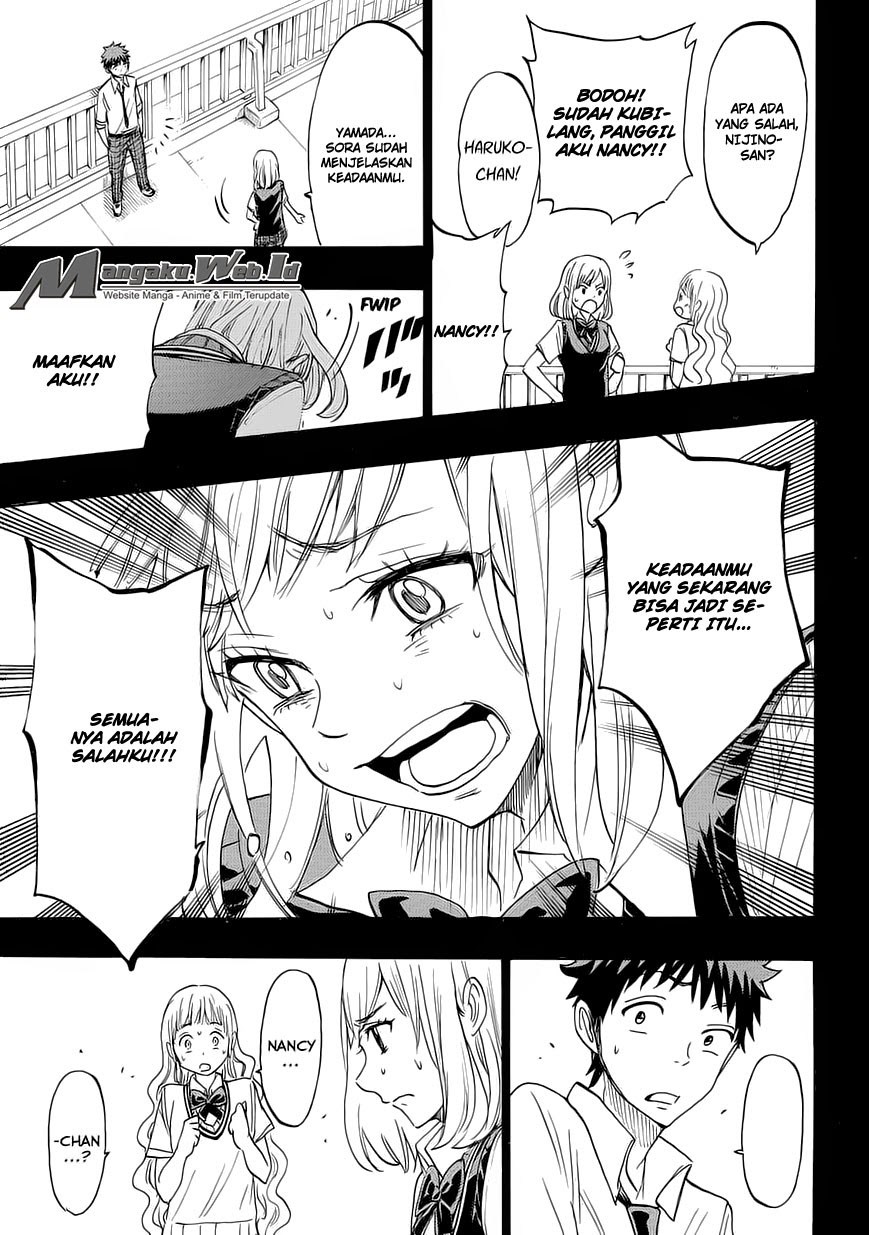 APA ADA
YANG SALAH,
NIJINO-
SAN?
BODOH!
SUDAH KUBI-
LANG, PANGGIL
AKU NANCY!!
HARUKO-
CHAN!
NANCY!!
YAMADA...
SORA SUDAH
MENJELASKAN
KEADAANMU.
Mangaku.Web.Id
Website Manga - Anime & Film Terupdate
FWIP
MAAFKAN
AKU!!
KEADAANMU
YANG SEKARANG
BISA JADI SE-
PERTI ITU...
SEMUA-
NYA ADALAH
SALAHKU!!!
NANCY
...
-CHAN
...?